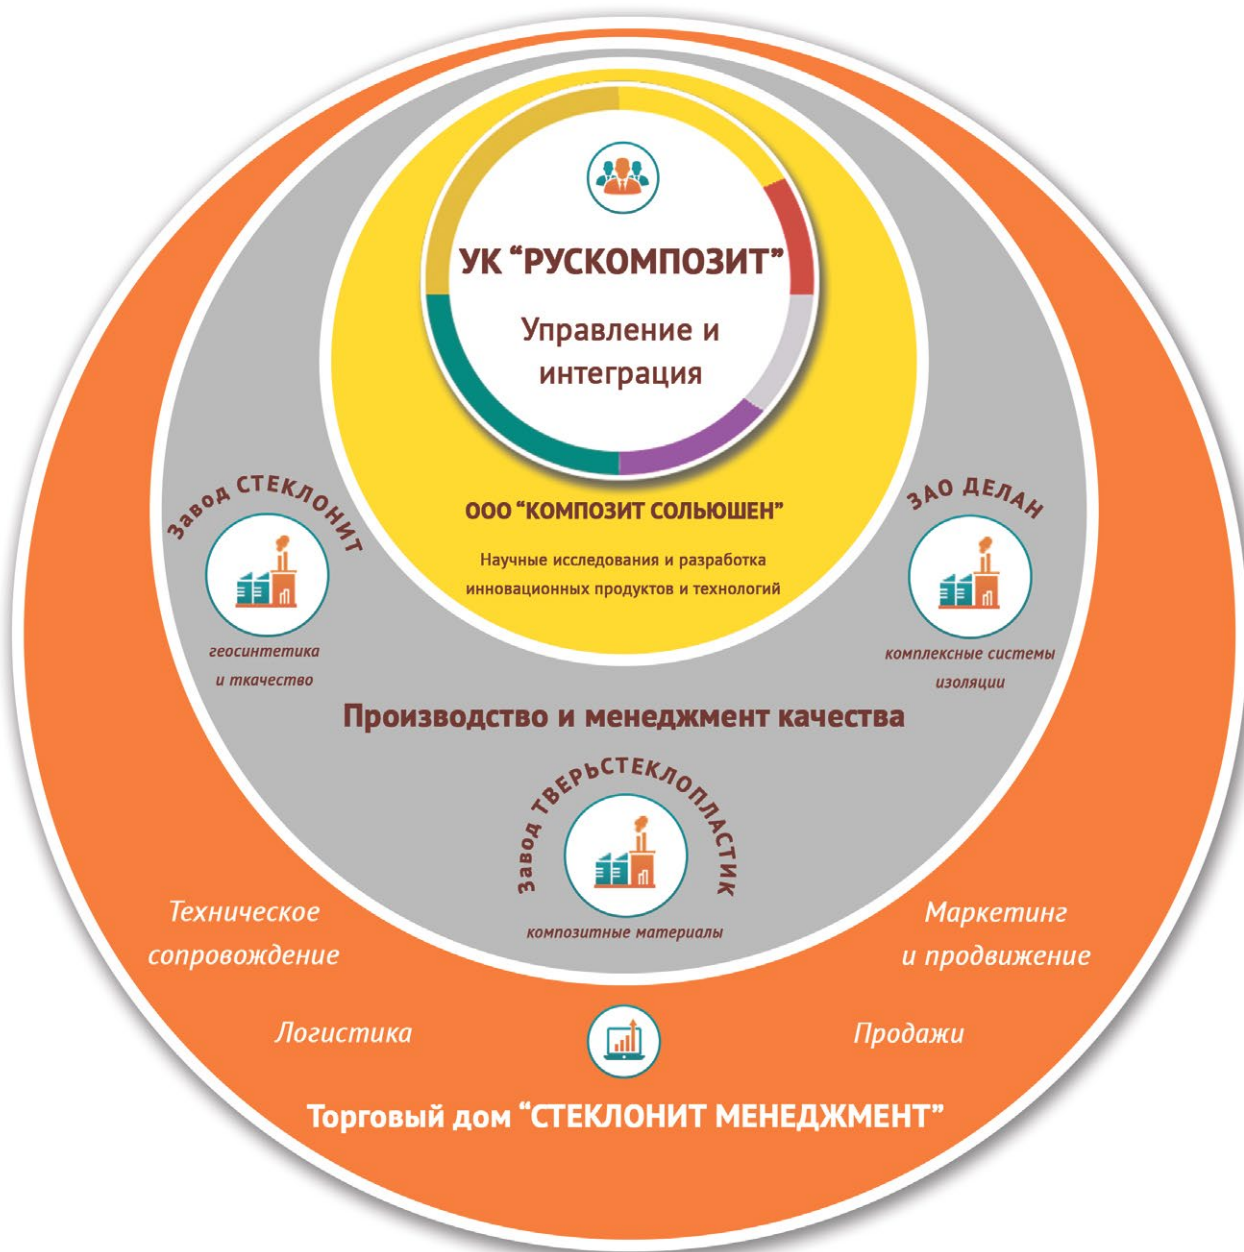 УК “РУСКОМПОЗИТ”
Управление и
интеграция
ООО “КОМПОЗИТ СОЛЬЮШЕН”
Научные исследования и разработка
инновационных продуктов и технологий
Завод СТЕКЛОНИТ
геосинтетика
и ткачество
ЗАО ДЕЛАН
комплексные системы
изоляции
Производство и менеджмент качества
Завод ТВЕРЬСТЕКЛОПЛАСТИК
композитные материалы
Техническое
сопровождение
Маркетинг
и продвижение
Логистика
Продажи
Торговый дом “СТЕКЛОНИТ МЕНЕДЖМЕНТ”